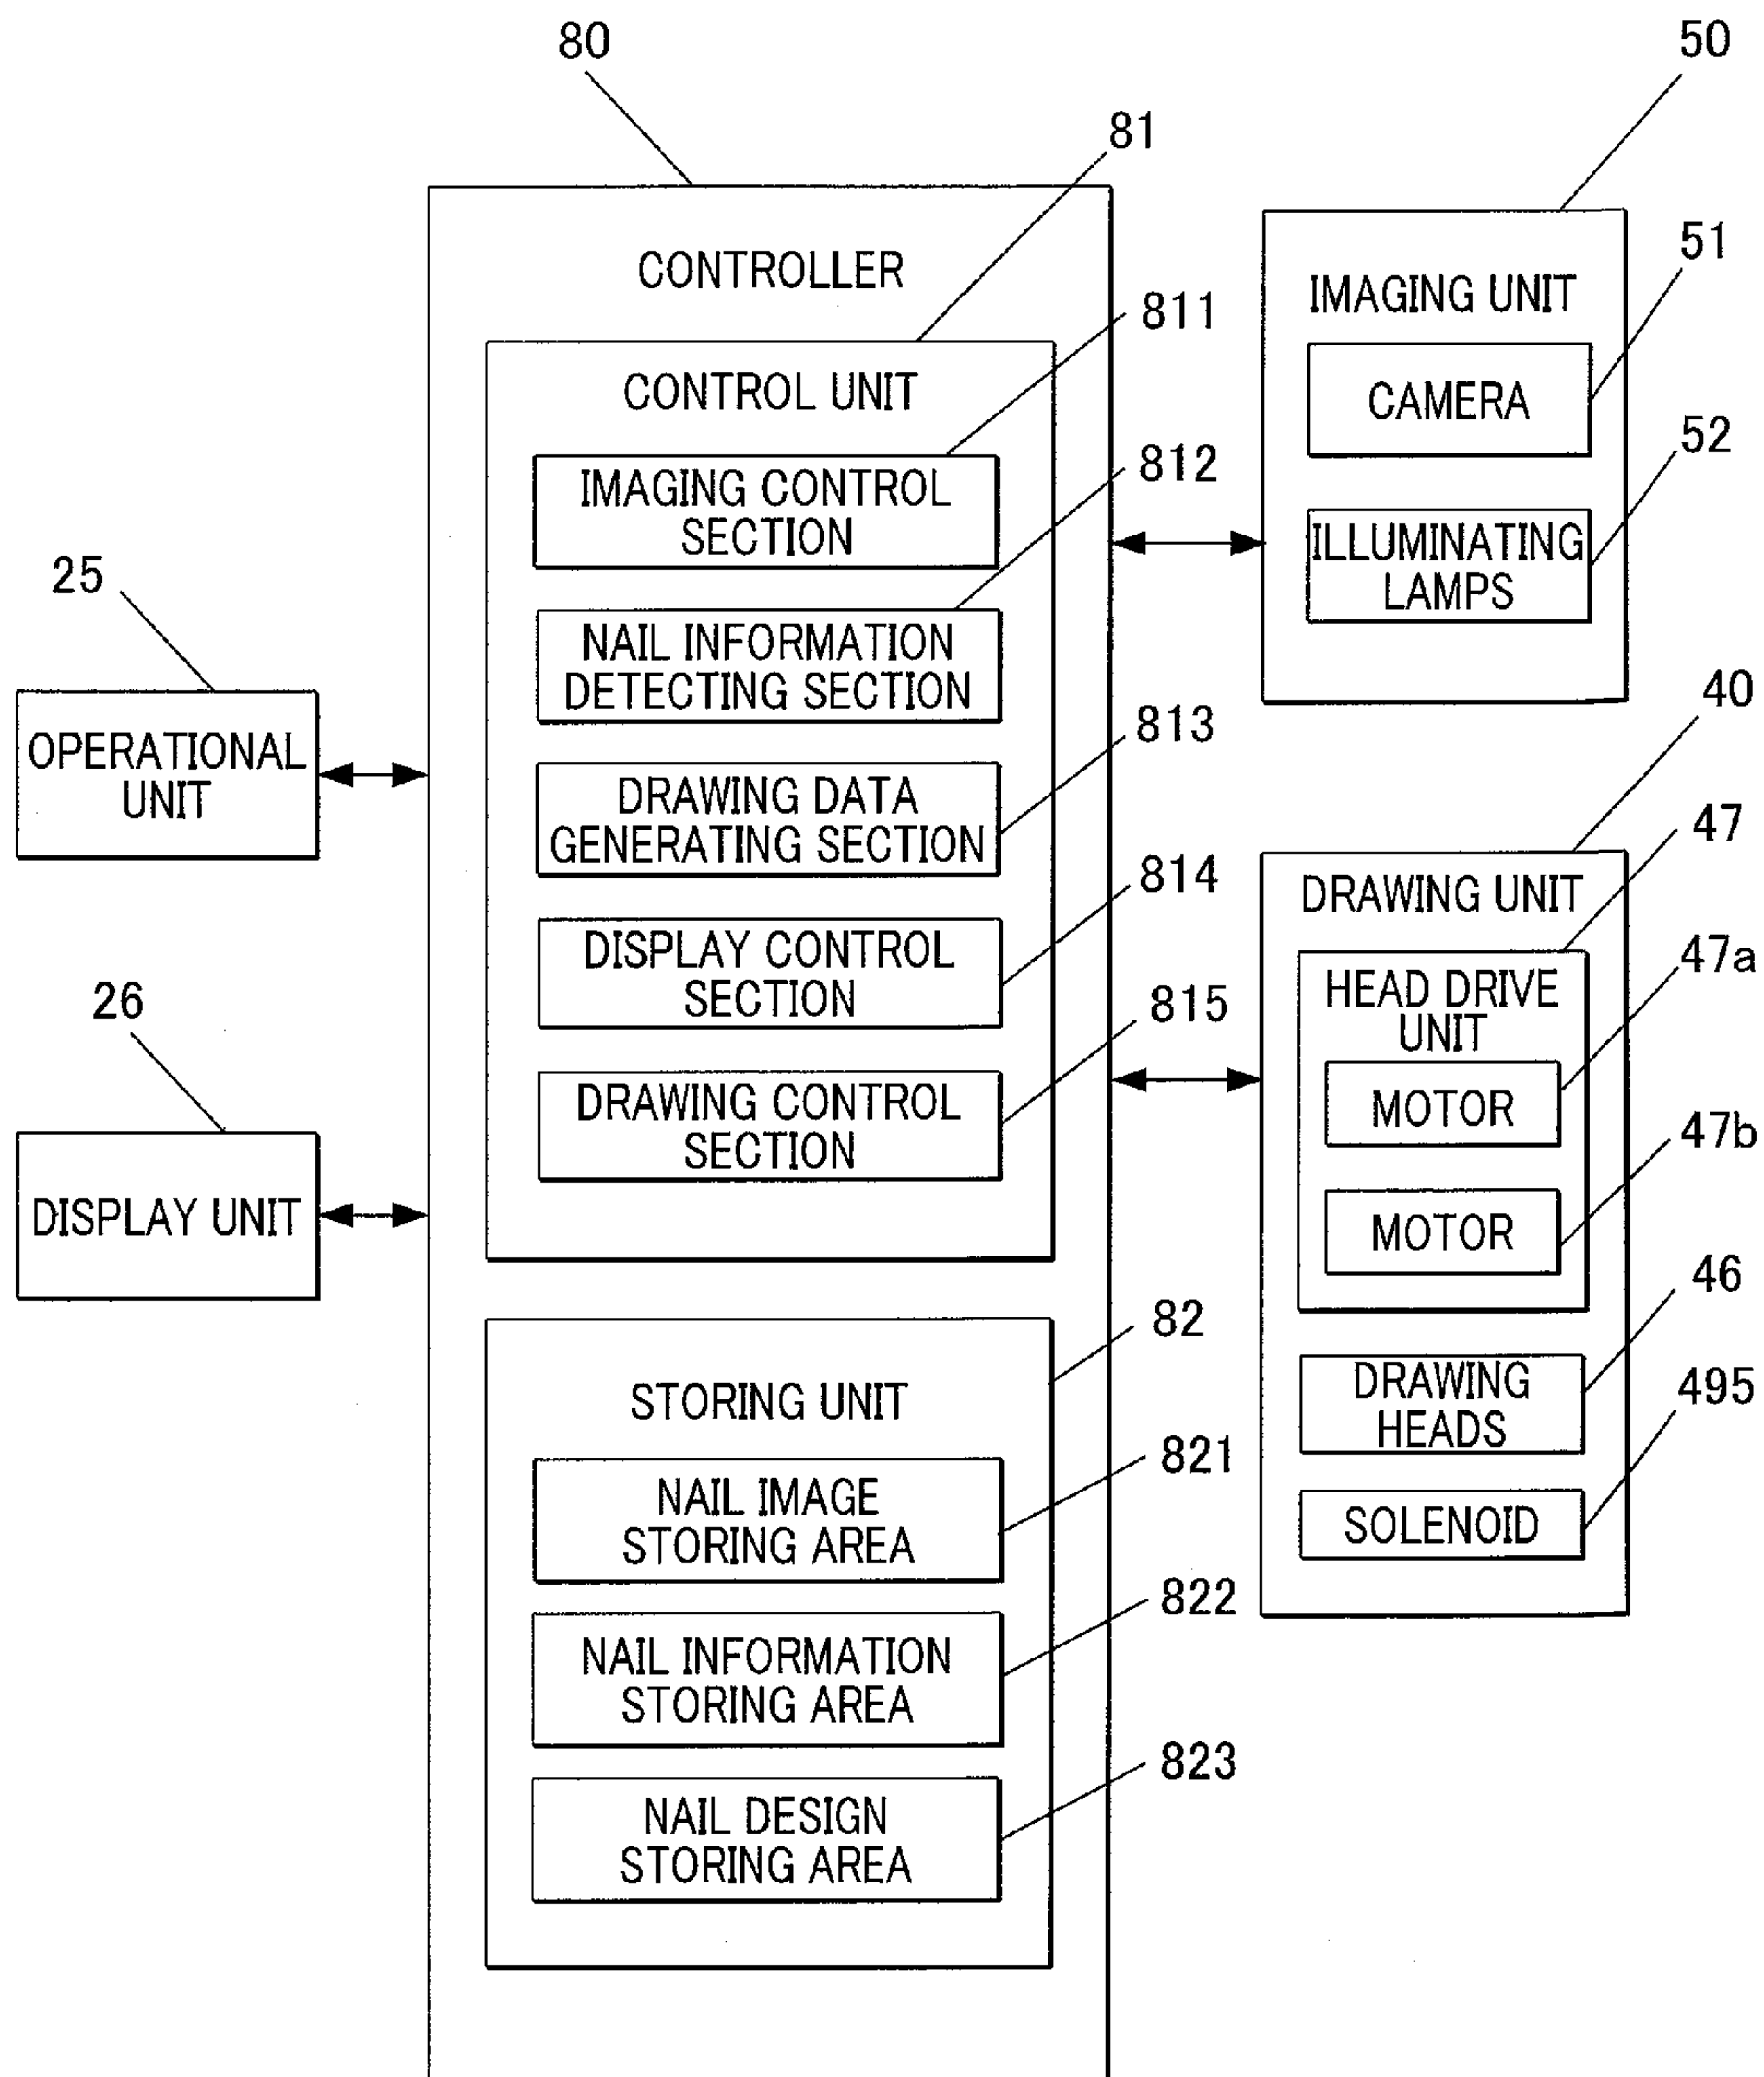 80
50
81
51
CONTROLLER
IMAGING UNIT
811
CONTROL UNIT
CAMERA
52
812
IMAGING CONTROL
SECTION
ILLUMINATING
LAMPS
25
NAIL INFORMATION
DETECTING SECTION
40
813
47
OPERATIONAL
UNIT
DRAWING DATA
GENERATING SECTION
DRAWING UNIT
814
47a
DISPLAY CONTROL
SECTION
HEAD DRIVE
UNIT
26
815
MOTOR
DRAWING CONTROL
SECTION
47b
DISPLAY UNIT
MOTOR
46
82
STORING UNIT
DRAWING
HEADS
495
821
NAIL IMAGE
STORING AREA
SOLENOID
822
NAIL INFORMATION
STORING AREA
823
NAIL DESIGN
STORING AREA